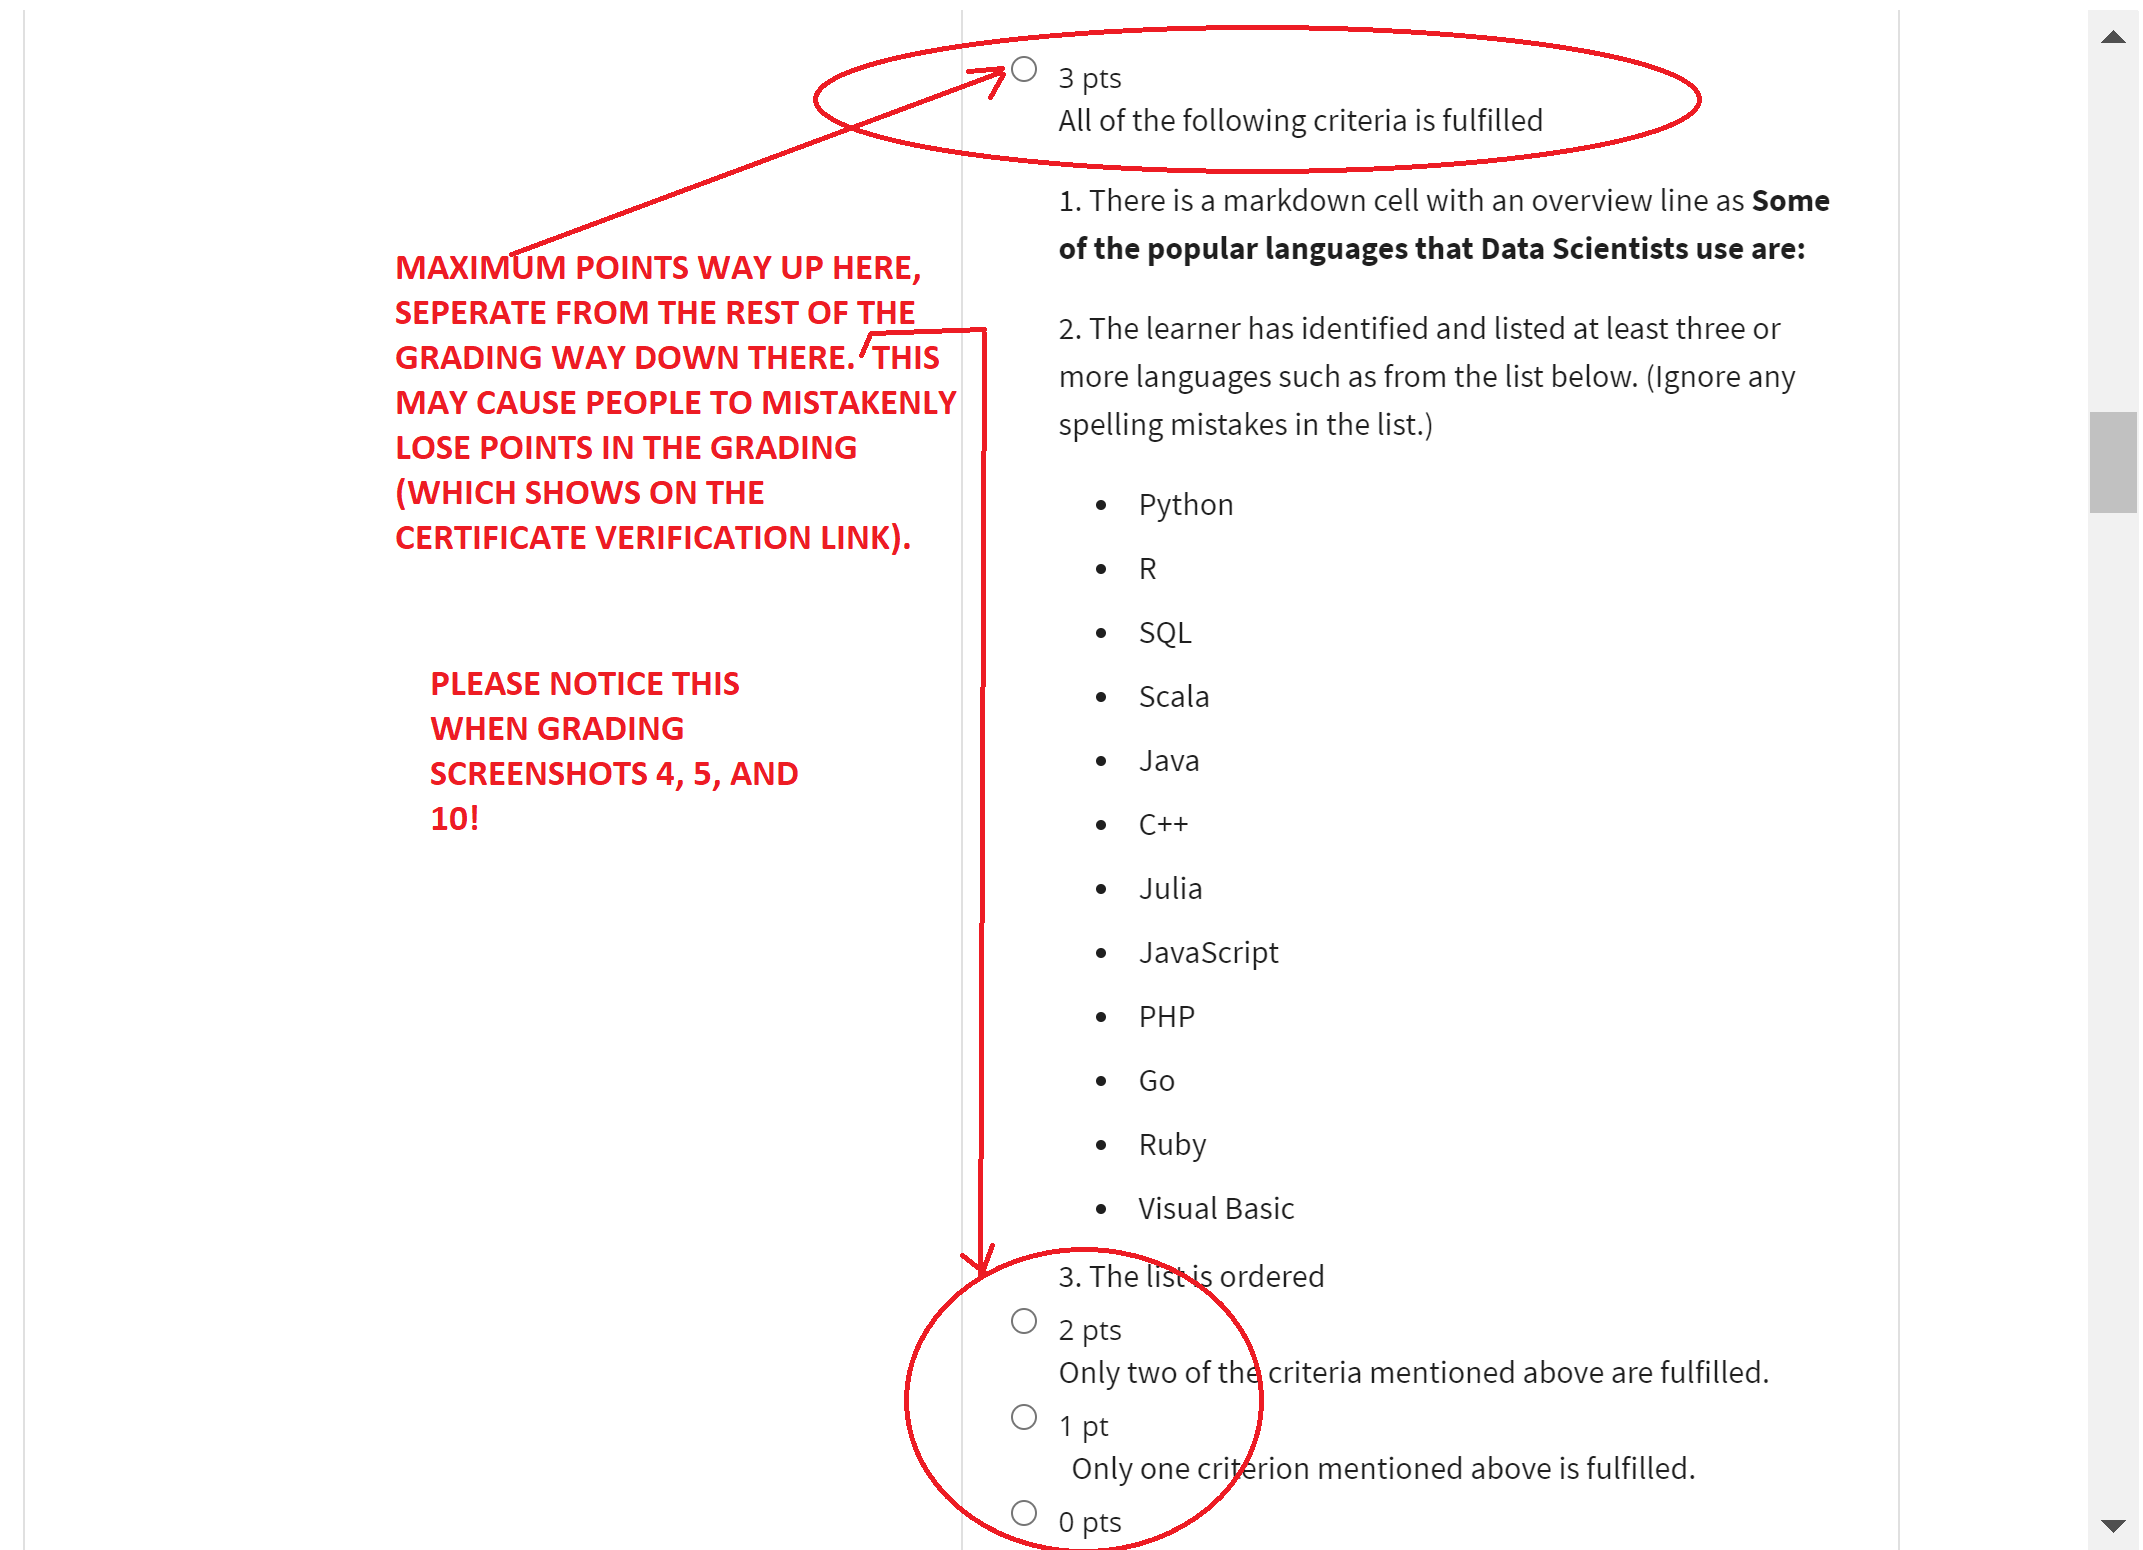 3 pts
All of the following criteria is fulfilled
1. There is a markdown cell with an overview line as Some
of the popular languages that Data Scientists use are:
MAXIMUM POINTS WAY UP HERE,
SEPERATE FROM THE REST OF THE
GRADING WAY DOWN THERE. THIS
MAY CAUSE PEOPLE TO MISTAKENLY
LOSE POINTS IN THE GRADING
(WHICH SHOWS ON THE
CERTIFICATE VERIFICATION LINK).
PLEASE NOTICE THIS
WHEN GRADING
SCREENSHOTS 4, 5, AND
10!
2. The learner has identified and listed at least three or
more languages such as from the list below. (Ignore any
spelling mistakes in the list.)
• Python
• R
• SQL
• Scala
• Java
• C++
• Julia
• JavaScript
• PHP
• Go
• Ruby
• Visual Basic
3. The list is ordered
2 pts
Only two of the criteria mentioned above are fulfilled.
1 pt
Only one criterion mentioned above is fulfilled.
0 pts